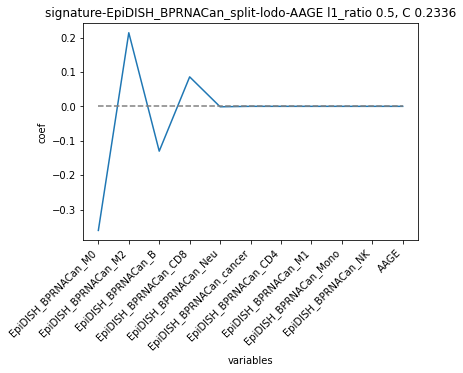 signature-EpiDISH_BPRNACan_split-lodo-AAGE l1_ratio 0.5, C 0.2336
0.2
0.1
0.0
−0.1
−0.2
−0.3
coef
EpiDISH_BPRNACan_M0
EpiDISH_BPRNACan_M2
EpiDISH_BPRNACan_B
EpiDISH_BPRNACan_CD8
EpiDISH_BPRNACan_Neu
EpiDISH_BPRNACan_cancer
EpiDISH_BPRNACan_CD4
EpiDISH_BPRNACan_M1
EpiDISH_BPRNACan_Mono
EpiDISH_BPRNACan_NK
AAGE
variables